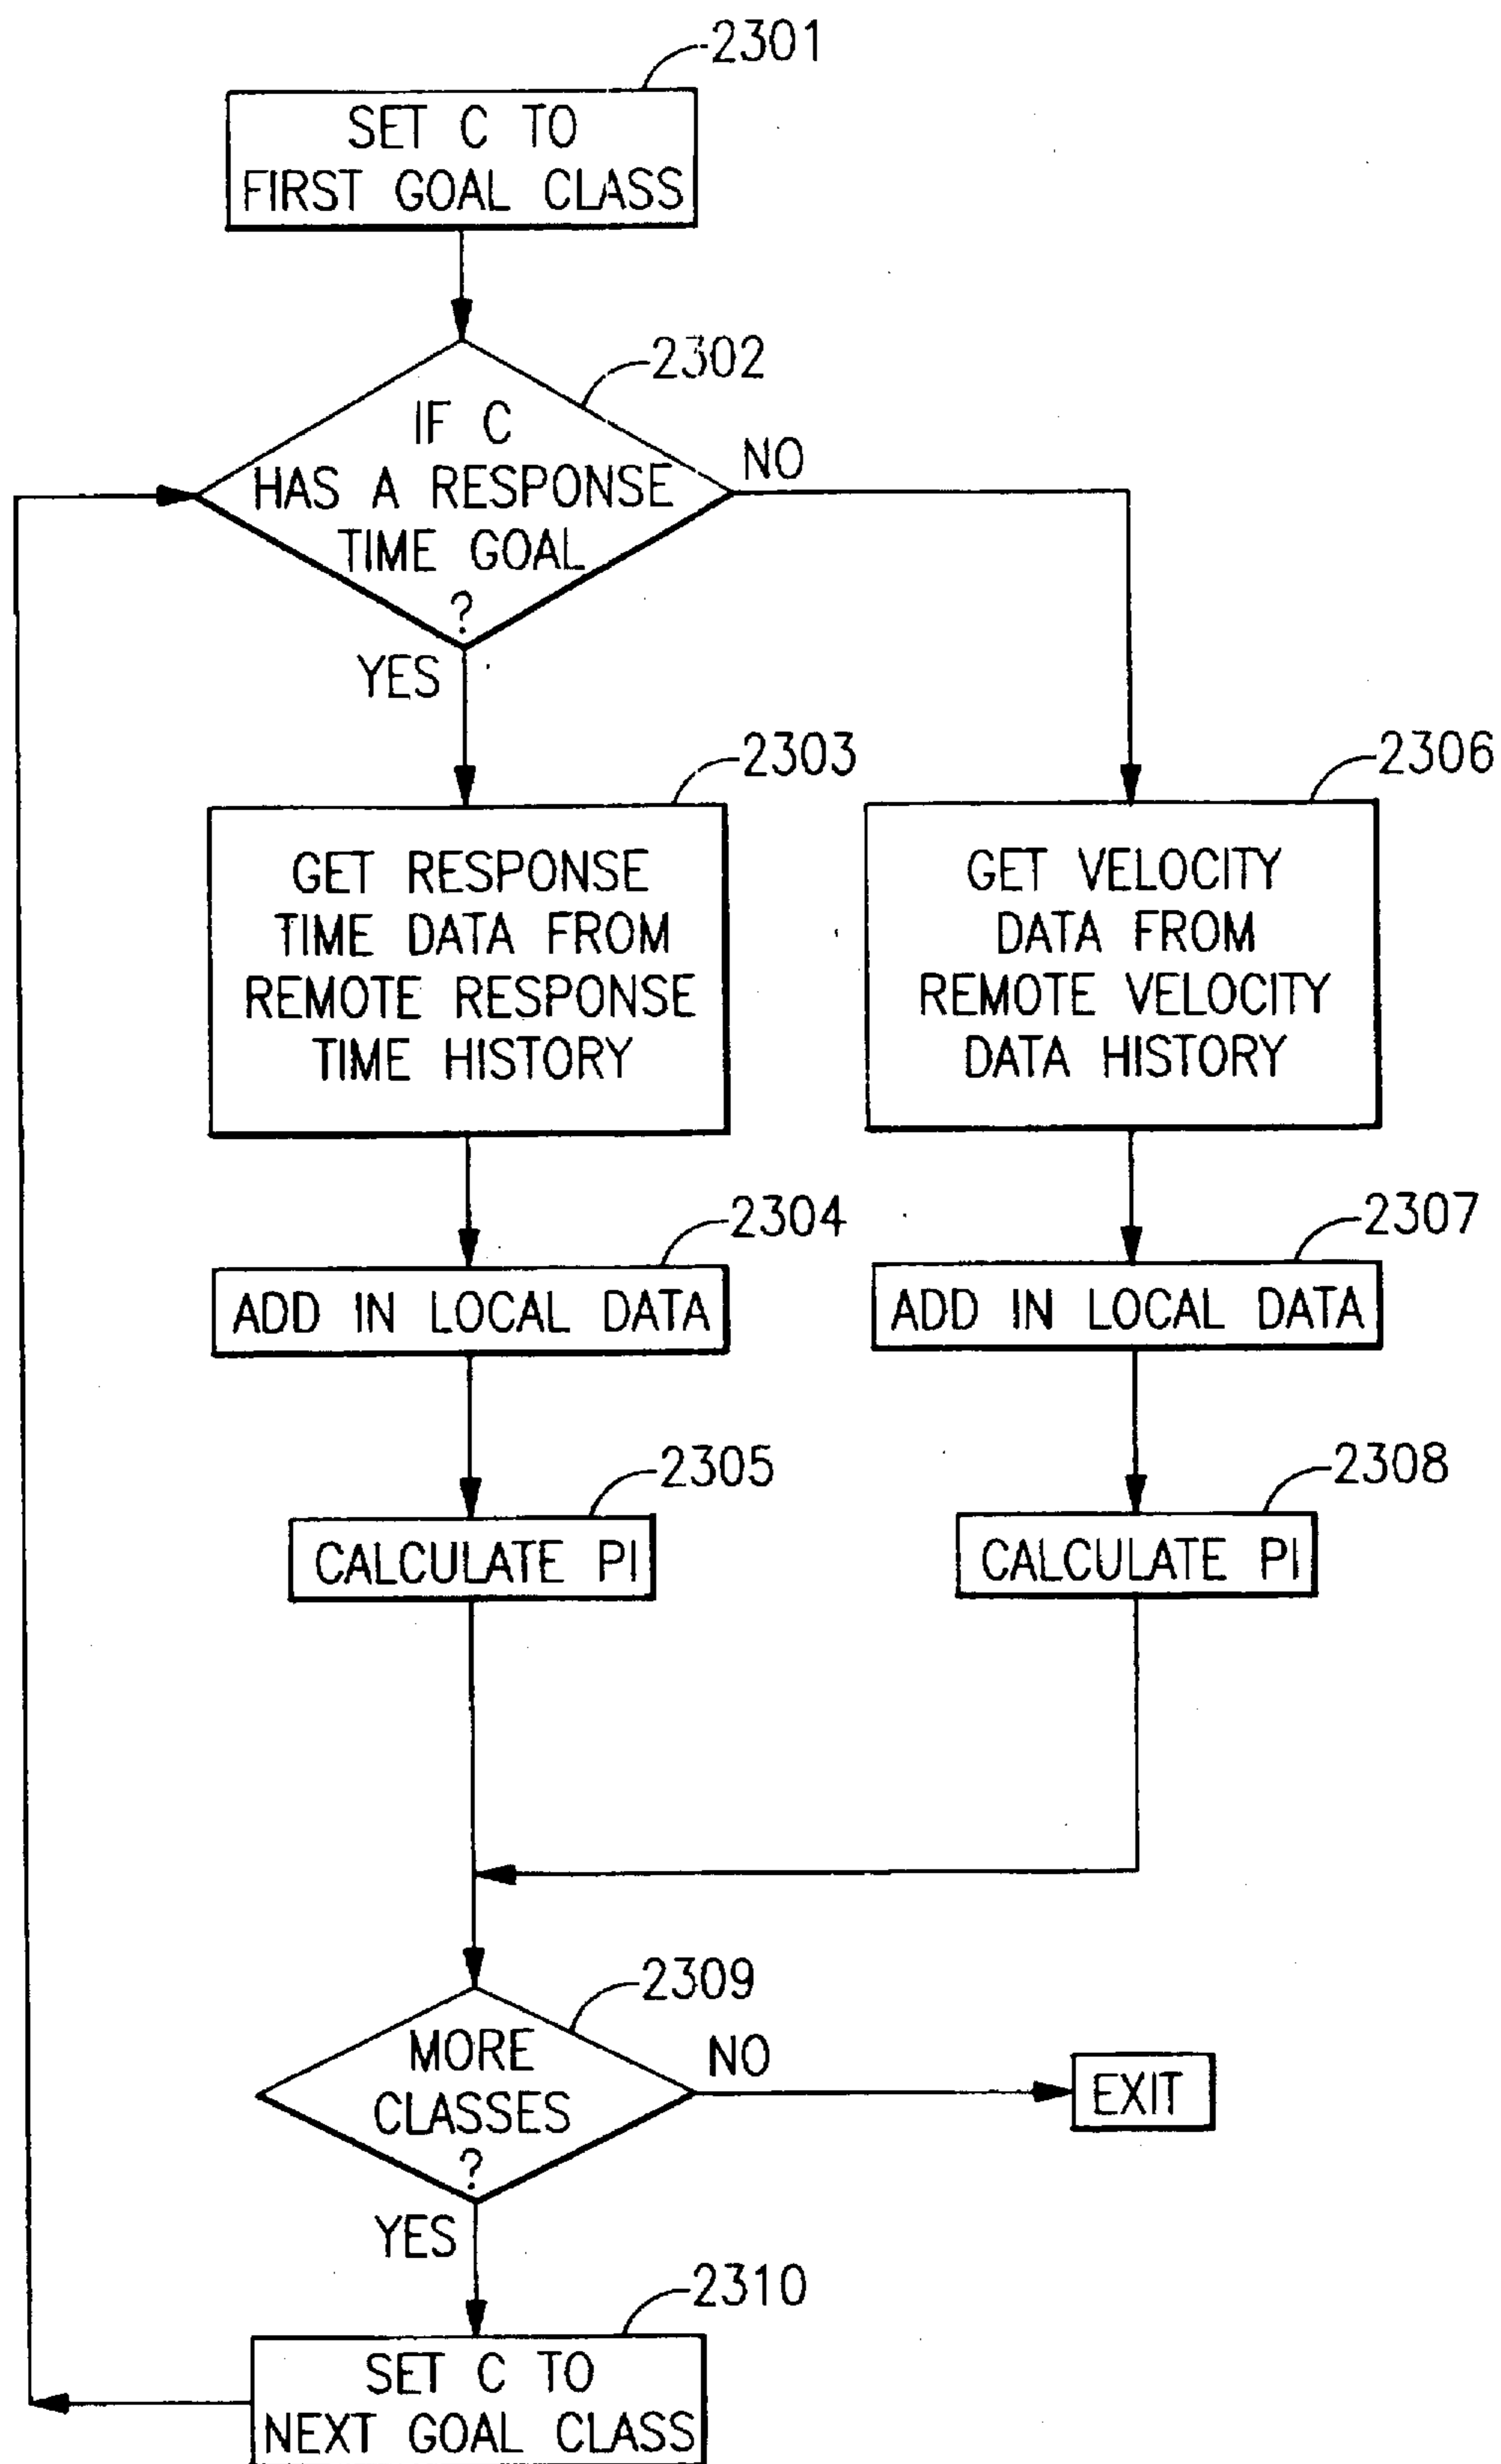 2301
SET C TO
FIRST GOAL CLASS
2302
IF C
HAS A RESPONSE
TIME GOAL
?
NO
YES
2303
GET RESPONSE
TIME DATA FROM
REMOTE RESPONSE
TIME HISTORY
2306
GET VELOCITY
DATA FROM
REMOTE VELOCITY
DATA HISTORY
2304
ADD IN LOCAL DATA
2307
ADD IN LOCAL DATA
2305
CALCULATE PI
2308
CALCULATE PI
2309
MORE
CLASSES
?
NO
EXIT
YES
2310
SET C TO
NEXT GOAL CLASS